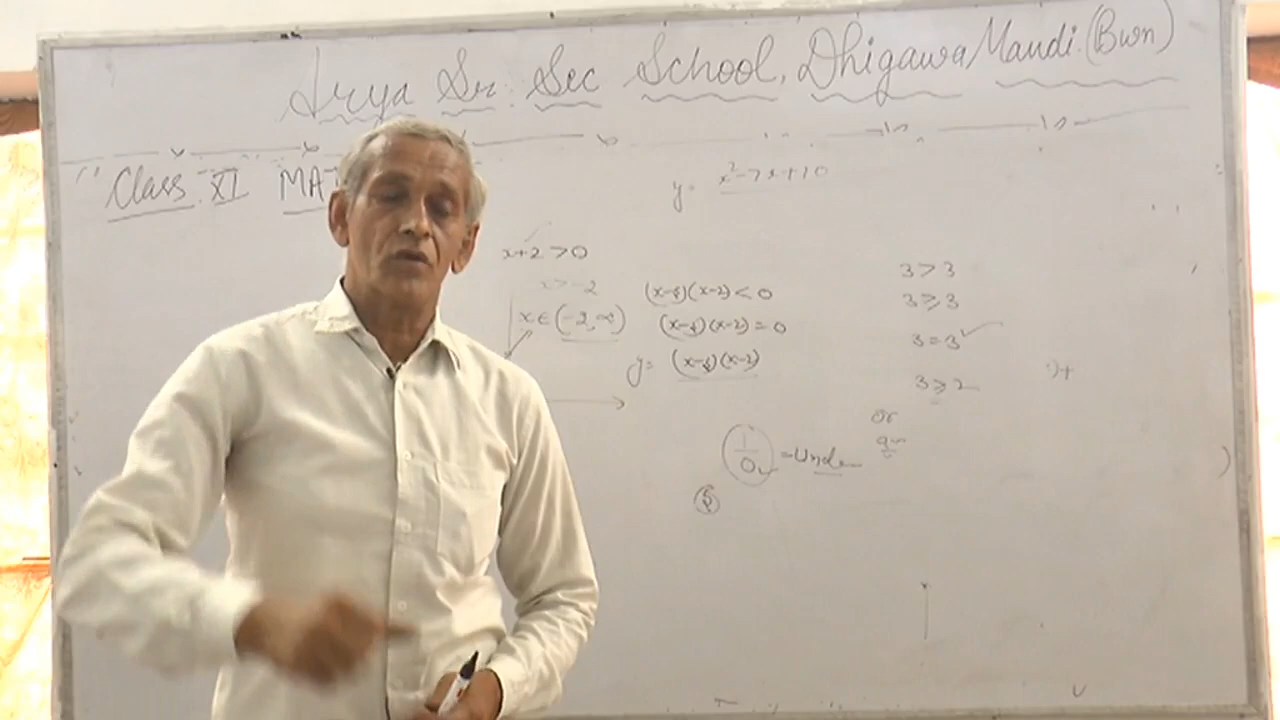 Arya Sr. Sec School, Dhigawa Mandi (Bwn)
Class XI MAT
y = x²-7x+10
x+2 > 0
x > -2
x ∈ (-2, ∞)
(x-5)(x-2) < 0
(x-5)(x-2) = 0
y = (x-5)(x-2)
3 > 3
3 ⩾ 3
3 = 3 ✓
3 ⩾ 2
or
1/0 = Unde